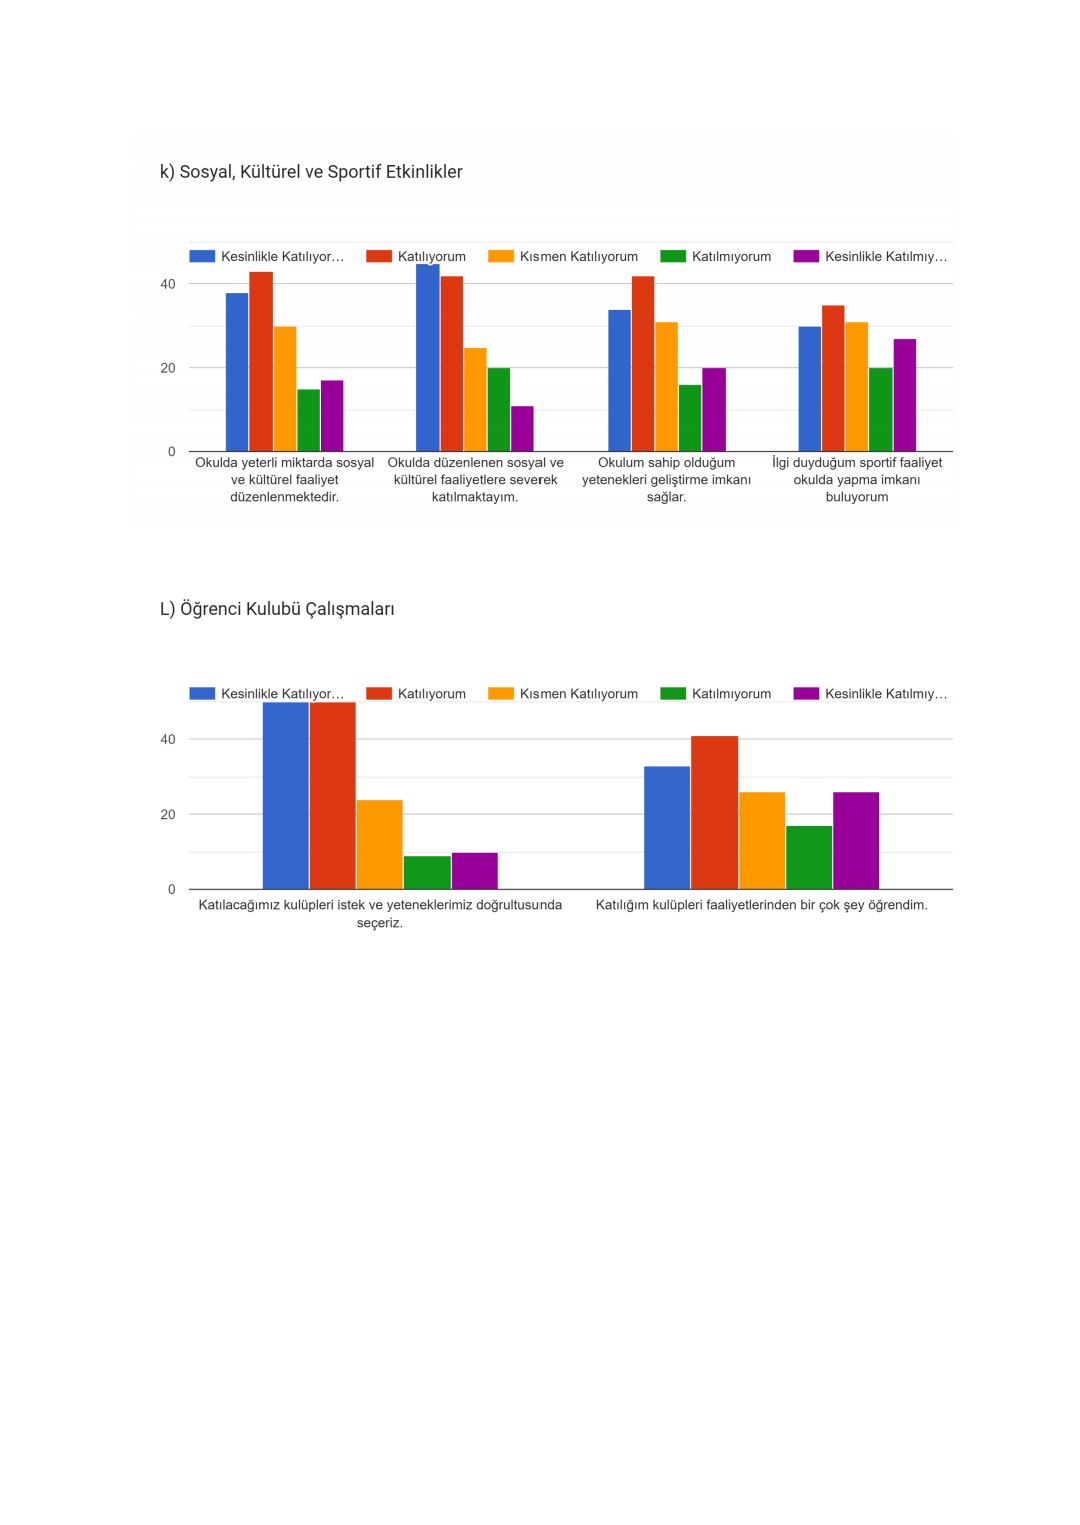 k) Sosyal, Kültürel ve Sportif Etkinlikler
Kesinlikle Katılıyor… Katılıyorum Kısmen Katılıyorum Katılmıyorum Kesinlikle Katılmıy…
40
20
0
Okulda yeterli miktarda sosyal
ve kültürel faaliyet
düzenlenmektedir.
Okulda düzenlenen sosyal ve
kültürel faaliyetlere severek
katılmaktayım.
Okulum sahip olduğum
yetenekleri geliştirme imkanı
sağlar.
İlgi duyduğum sportif faaliyet
okulda yapma imkanı
buluyorum
L) Öğrenci Kulubü Çalışmaları
Kesinlikle Katılıyor… Katılıyorum Kısmen Katılıyorum Katılmıyorum Kesinlikle Katılmıy…
40
20
0
Katılacağımız kulüpleri istek ve yeteneklerimiz doğrultusunda
seçeriz.
Katılığım kulüpleri faaliyetlerinden bir çok şey öğrendim.